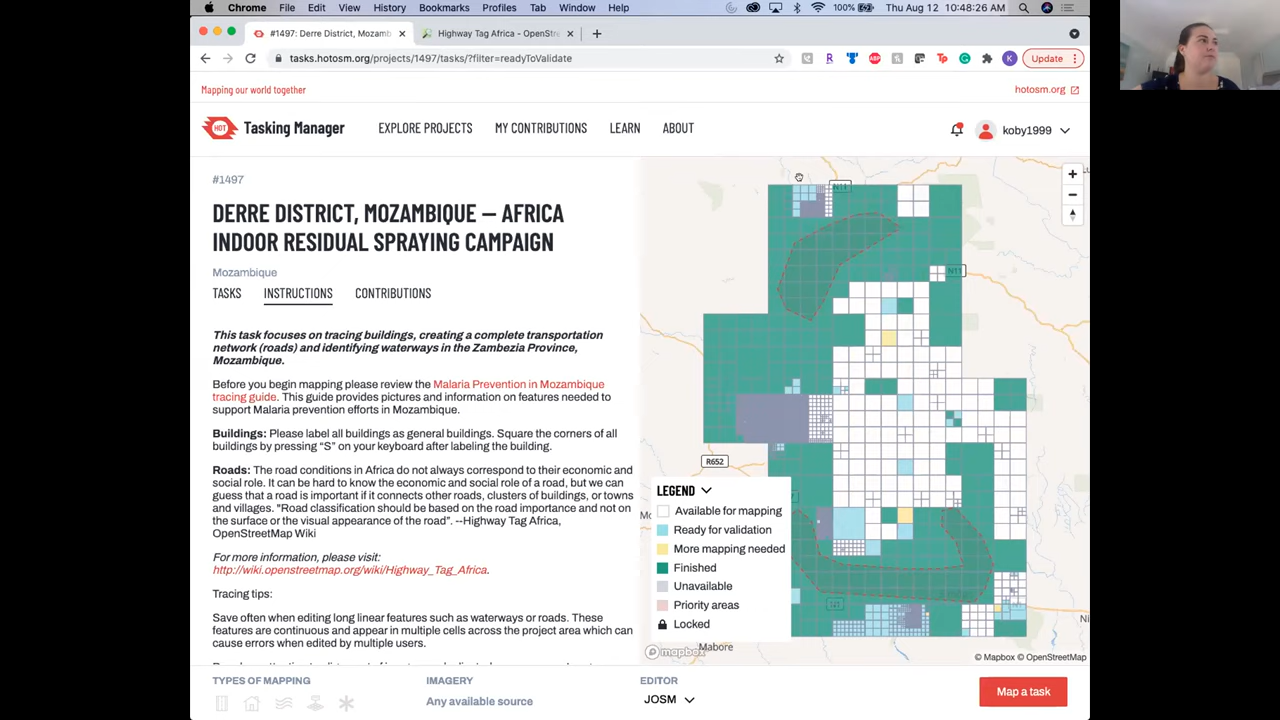 Chrome File Edit View History Bookmarks Profiles Tab Window Help 100% Thu Aug 12 10:48:26 AM
#1497: Derre District, Mozamb × Highway Tag Africa - OpenStre ×
tasks.hotosm.org/projects/1497/tasks/?filter=readyToValidate K Update
Mapping our world together hotosm.org
HOT Tasking Manager EXPLORE PROJECTS MY CONTRIBUTIONS LEARN ABOUT koby1999
#1497
DERRE DISTRICT, MOZAMBIQUE — AFRICA
INDOOR RESIDUAL SPRAYING CAMPAIGN
Mozambique
TASKS INSTRUCTIONS CONTRIBUTIONS
This task focuses on tracing buildings, creating a complete transportation
network (roads) and identifying waterways in the Zambezia Province,
Mozambique.
Before you begin mapping please review the Malaria Prevention in Mozambique
tracing guide. This guide provides pictures and information on features needed to
support Malaria prevention efforts in Mozambique.
Buildings: Please label all buildings as general buildings. Square the corners of all
buildings by pressing “S” on your keyboard after labeling the building.
Roads: The road conditions in Africa do not always correspond to their economic and
social role. It can be hard to know the economic and social role of a road, but we can
guess that a road is important if it connects other roads, clusters of buildings, or towns
and villages. "Road classification should be based on the road importance and not on
the surface or the visual appearance of the road". --Highway Tag Africa,
OpenStreetMap Wiki
For more information, please visit:
http://wiki.openstreetmap.org/wiki/Highway_Tag_Africa.
Tracing tips:
Save often when editing long linear features such as waterways or roads. These
features are continuous and appear in multiple cells across the project area which can
cause errors when edited by multiple users.
N11
N11
R652
LEGEND
Available for mapping
Ready for validation
More mapping needed
Finished
Unavailable
Priority areas
Locked
N1
Mabore
mapbox
© Mapbox © OpenStreetMap
TYPES OF MAPPING IMAGERY EDITOR
Any available source JOSM
Map a task